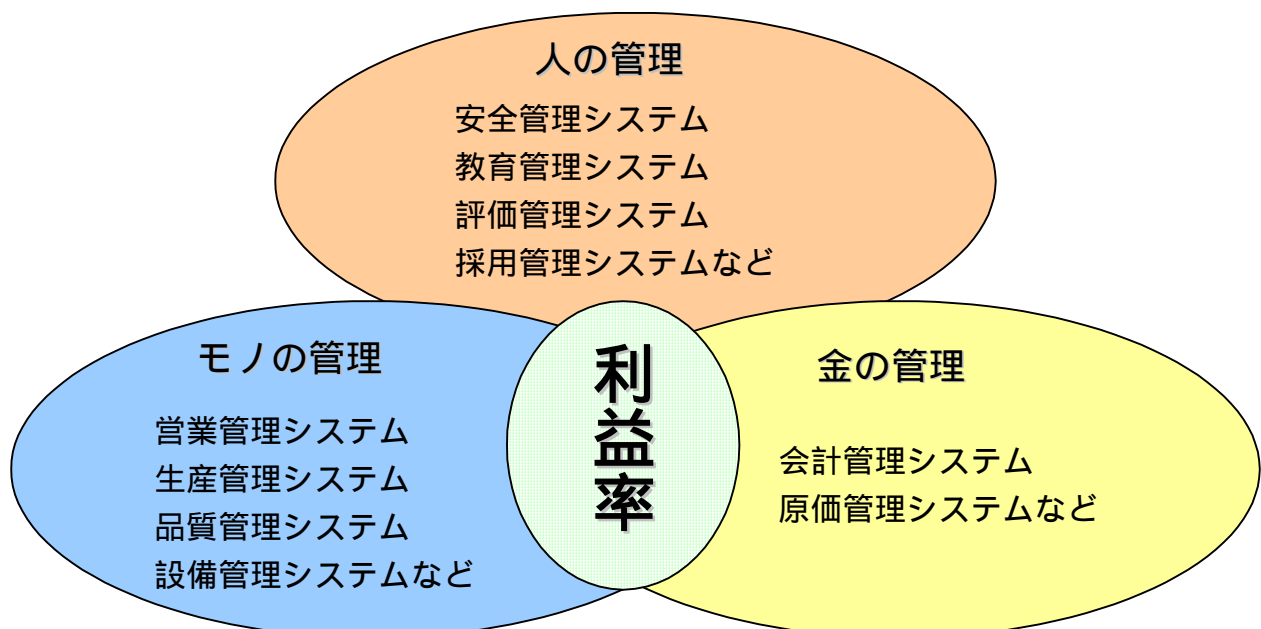 人の管理
安全管理システム
教育管理システム
評価管理システム
採用管理システムなど
モノの管理
営業管理システム
生産管理システム
品質管理システム
設備管理システムなど
利益率
金の管理
会計管理システム
原価管理システムなど